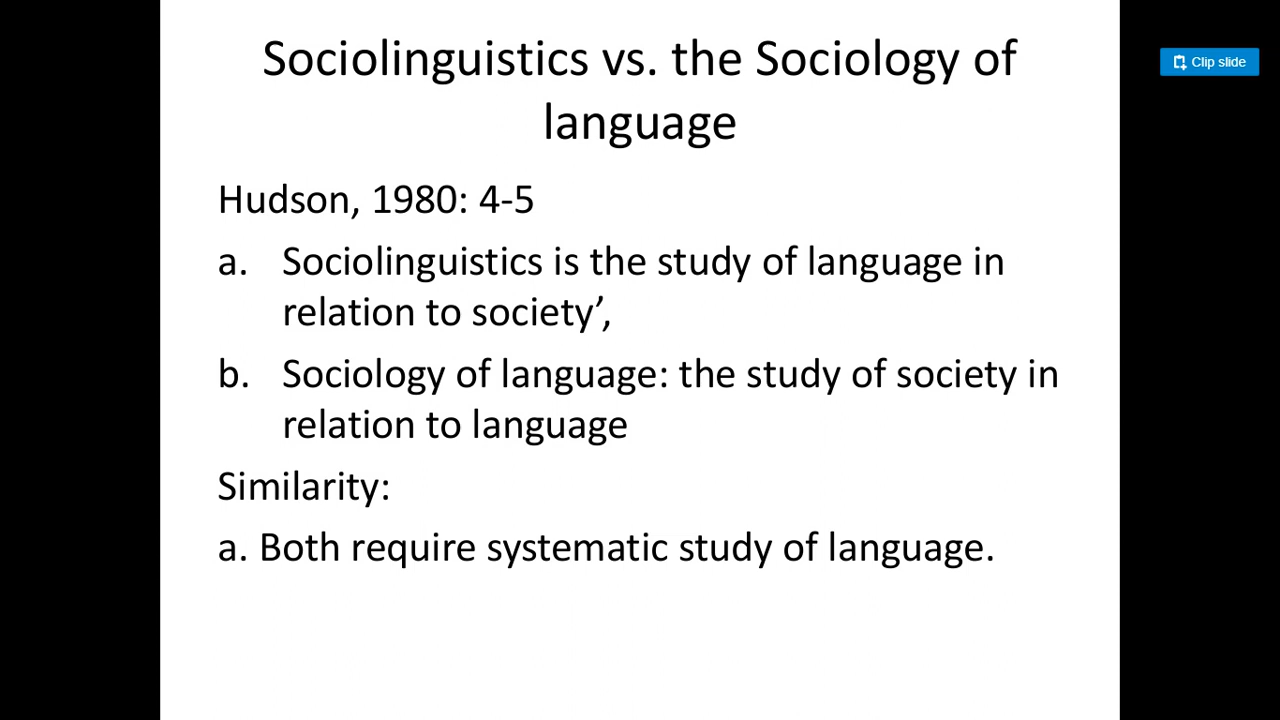 Sociolinguistics vs. the Sociology of
language
Clip slide
Hudson, 1980: 4-5
a. Sociolinguistics is the study of language in
relation to society’,
b. Sociology of language: the study of society in
relation to language
Similarity:
a. Both require systematic study of language.